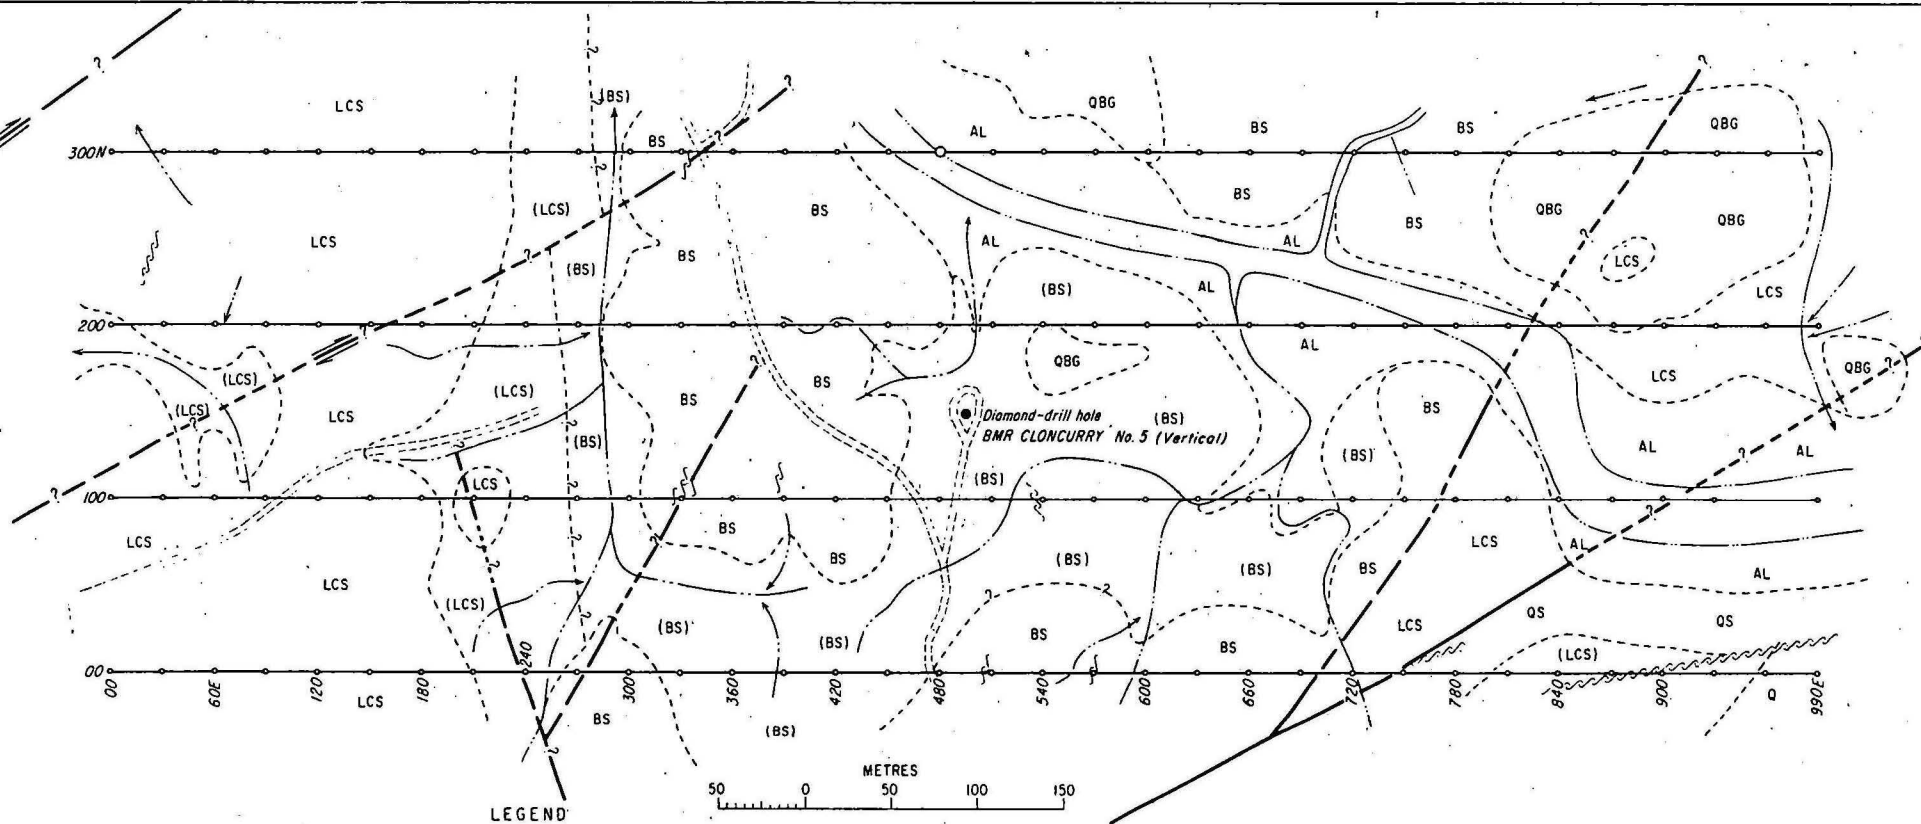 LCS
(BS)
QBG
AL
BS
BS
QBG
BS
300N
(LCS)
BS
BS
QBG
QBG
BS
LCS
AL
AL
BS
(BS)
LCS
(BS)
AL
LCS
200
AL
QBG
(LCS)
(LCS)
BS
LCS
QBG
(LCS)
LCS
BS
BS
Diamond-drill hole
BMR CLONCURRY No. 5 (Vertical)
(BS)
(BS)
(BS)
AL
AL
LCS
(BS)
100
LCS
BS
BS
LCS
AL
LCS
(BS)
(BS)
BS
AL
(LCS)
(BS)
(BS)
BS
BS
LCS
QS
QS
(LCS)
00
00
60E
120
180
240
300
360
420
480
540
600
660
720
780
840
900
990E
LCS
BS
(BS)
Q
METRES
50 0 50 100 150
LEGEND